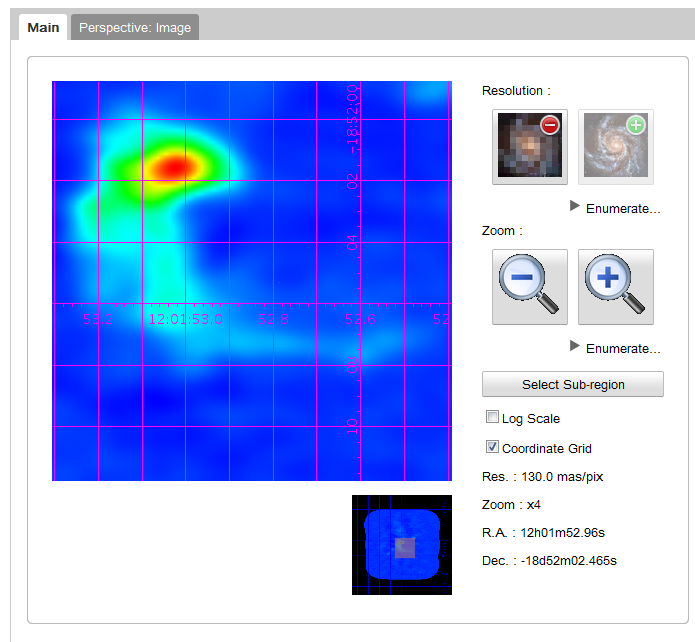 Main
Perspective: Image
-18:52:00
02
04
53.2
12:01:53.0
52.8
52.6
52
08
10
Resolution :
Enumerate...
Zoom :
Enumerate...
Select Sub-region
Log Scale
Coordinate Grid
Res. : 130.0 mas/pix
Zoom : x4
R.A. : 12h01m52.96s
Dec. : -18d52m02.465s